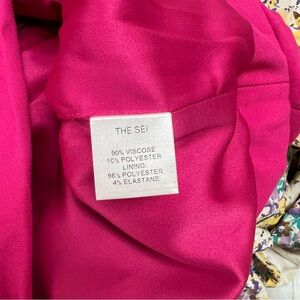 THE SEI
90% VISCOSE
10% POLYESTER
LINING:
96% POLYESTER
4% ELASTANE